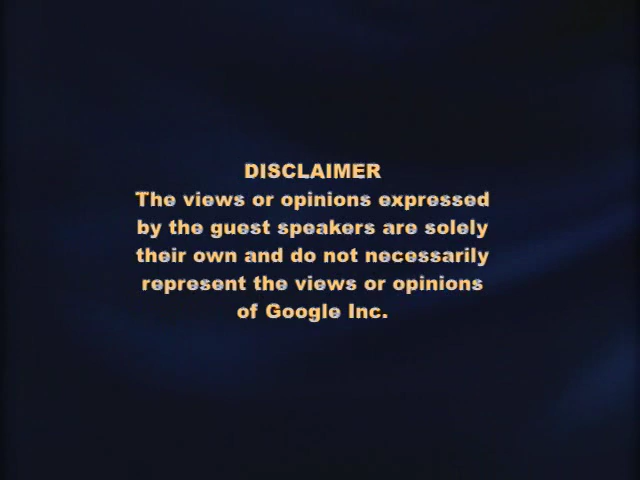 DISCLAIMER
The views or opinions expressed
by the guest speakers are solely
their own and do not necessarily
represent the views or opinions
of Google Inc.